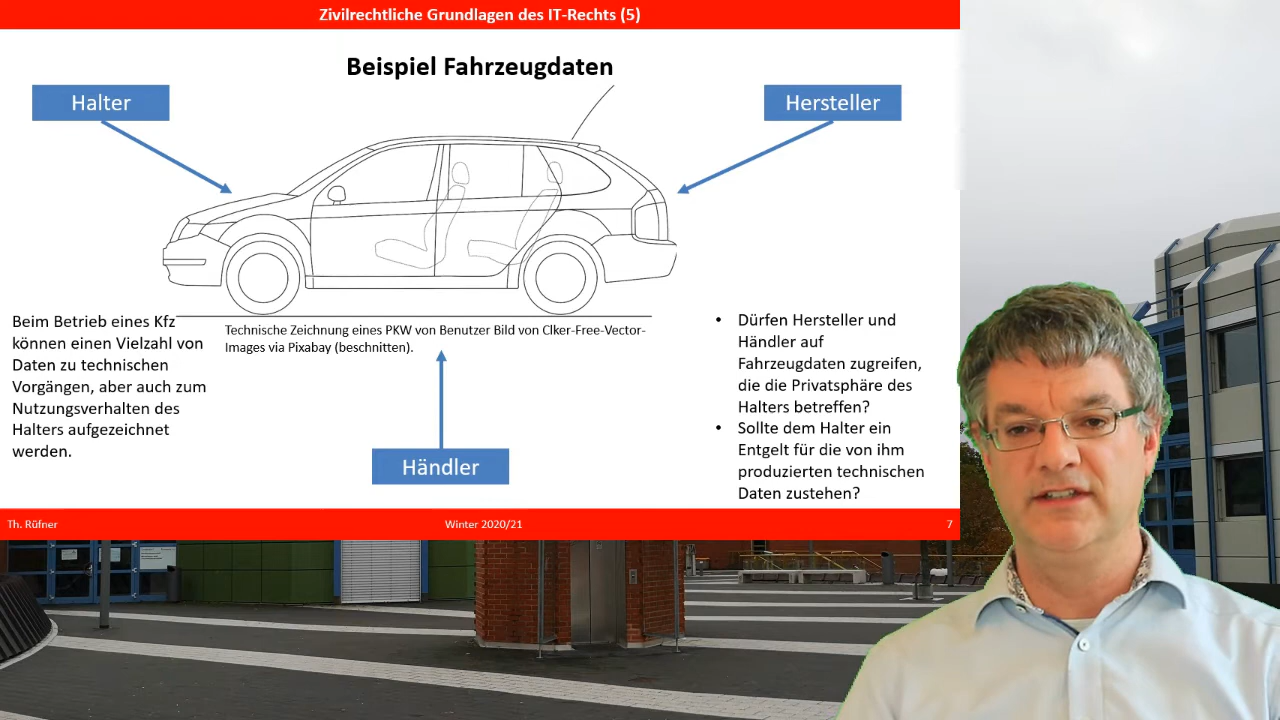 Zivilrechtliche Grundlagen des IT-Rechts (5)
Beispiel Fahrzeugdaten
Halter
Hersteller
Beim Betrieb eines Kfz
können einen Vielzahl von
Daten zu technischen
Vorgängen, aber auch zum
Nutzungsverhalten des
Halters aufgezeichnet
werden.
Technische Zeichnung eines PKW von Benutzer Bild von Clker-Free-Vector-
Images via Pixabay (beschnitten).
Händler
• Dürfen Hersteller und
Händler auf
Fahrzeugdaten zugreifen,
die die Privatsphäre des
Halters betreffen?
• Sollte dem Halter ein
Entgelt für die von ihm
produzierten technischen
Daten zustehen?
Th. Rüfner
Winter 2020/21
7